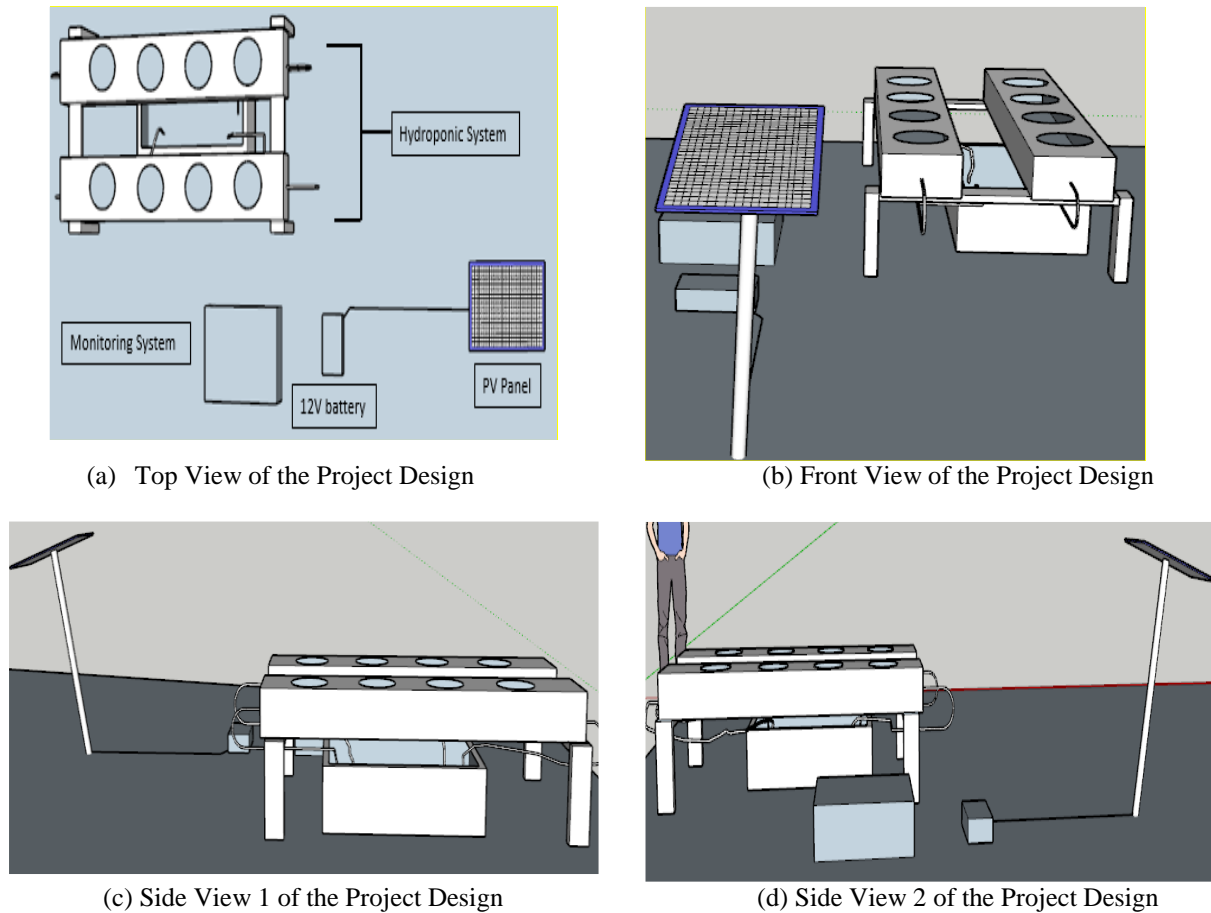 Hydroponic System
Monitoring System
12V battery
PV Panel
(a) Top View of the Project Design
(b) Front View of the Project Design
(c) Side View 1 of the Project Design
(d) Side View 2 of the Project Design